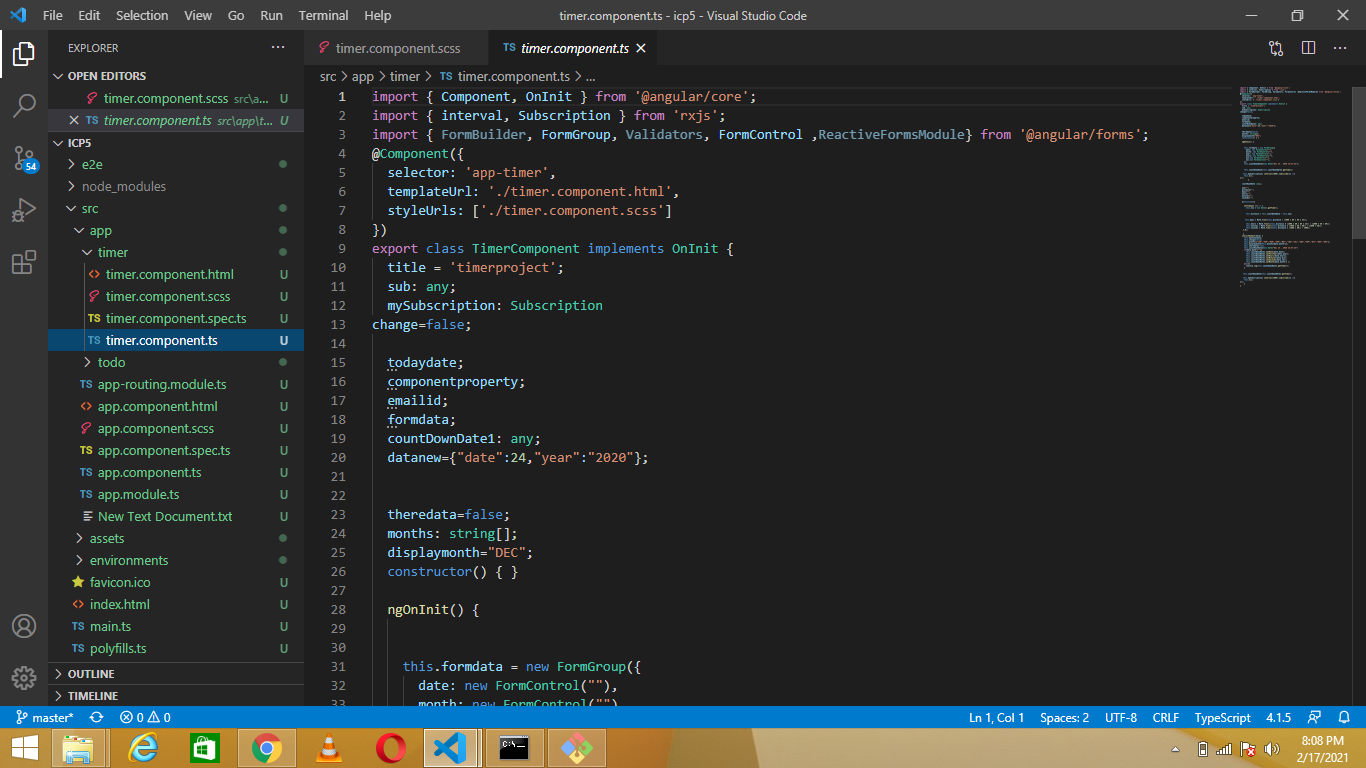 File Edit Selection View Go Run Terminal Help
timer.component.ts - icp5 - Visual Studio Code
EXPLORER
OPEN EDITORS
timer.component.scss src\a... U
timer.component.ts src\app\t... U
ICP5
e2e
node_modules
src
app
timer
timer.component.html U
timer.component.scss U
timer.component.spec.ts U
TS timer.component.ts U
todo
TS app-routing.module.ts U
app.component.html U
app.component.scss U
TS app.component.spec.ts U
TS app.component.ts U
TS app.module.ts U
New Text Document.txt U
assets
environments
favicon.ico U
index.html U
TS main.ts U
TS polyfills.ts U
OUTLINE
TIMELINE
54
timer.component.scss
TS timer.component.ts
src > app > timer > TS timer.component.ts > ...
1 import { Component, OnInit } from '@angular/core';
2 import { interval, Subscription } from 'rxjs';
3 import { FormBuilder, FormGroup, Validators, FormControl ,ReactiveFormsModule} from '@angular/forms';
4 @Component({
5 selector: 'app-timer',
6 templateUrl: './timer.component.html',
7 styleUrls: ['./timer.component.scss']
8 })
9 export class TimerComponent implements OnInit {
10 title = 'timerproject';
11 sub: any;
12 mySubscription: Subscription
13 change=false;
14
15 todaydate;
16 componentproperty;
17 emailid;
18 formdata;
19 countDownDate1: any;
20 datanew={"date":24,"year":"2020"};
21
22
23 theredata=false;
24 months: string[];
25 displaymonth="DEC";
26 constructor() { }
27
28 ngOnInit() {
29
30
31 this.formdata = new FormGroup({
32 date: new FormControl(""),
33 month: new FormControl("")
master* 0 0
Ln 1, Col 1 Spaces: 2 UTF-8 CRLF TypeScript 4.1.5
8:08 PM
2/17/2021